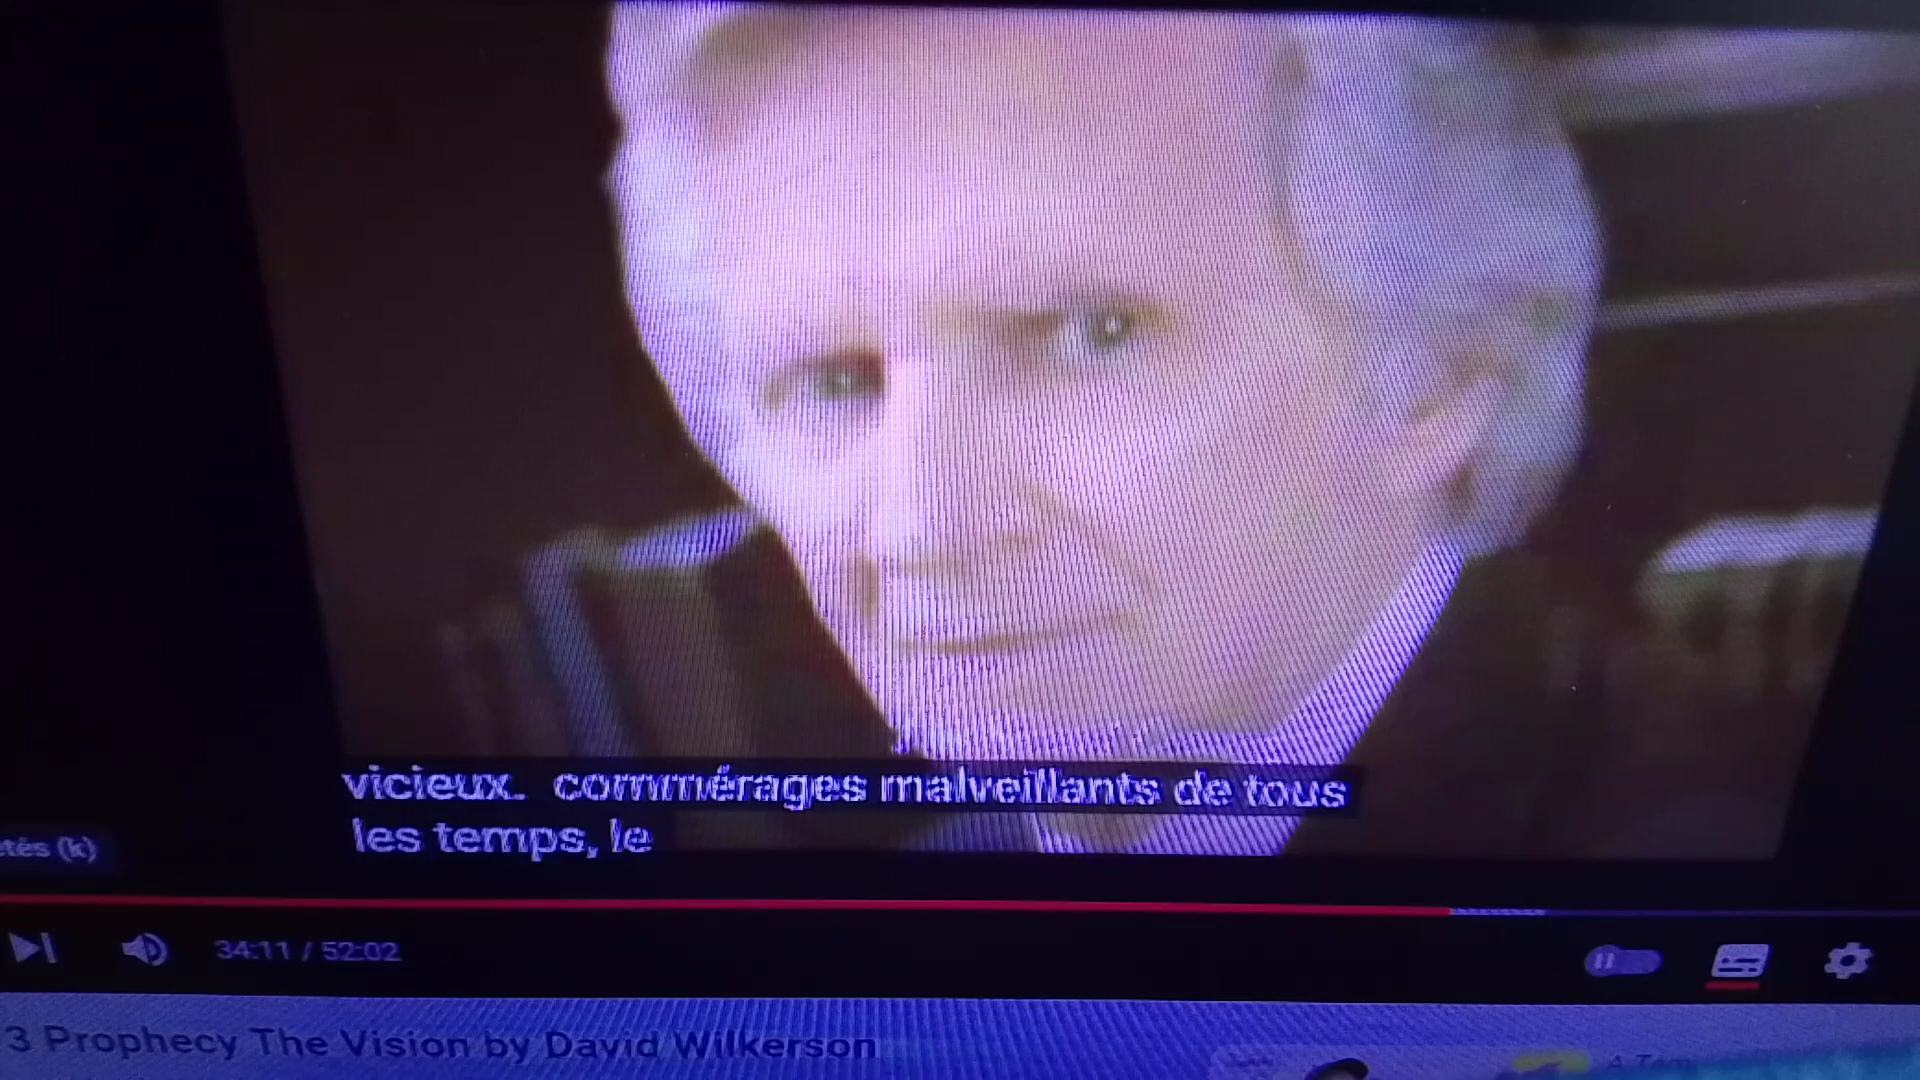 vicieux. commérages malveillants de tous
les temps, le
etés (k)
34:11 / 52:02
3 Prophecy The Vision by David Wilkerson